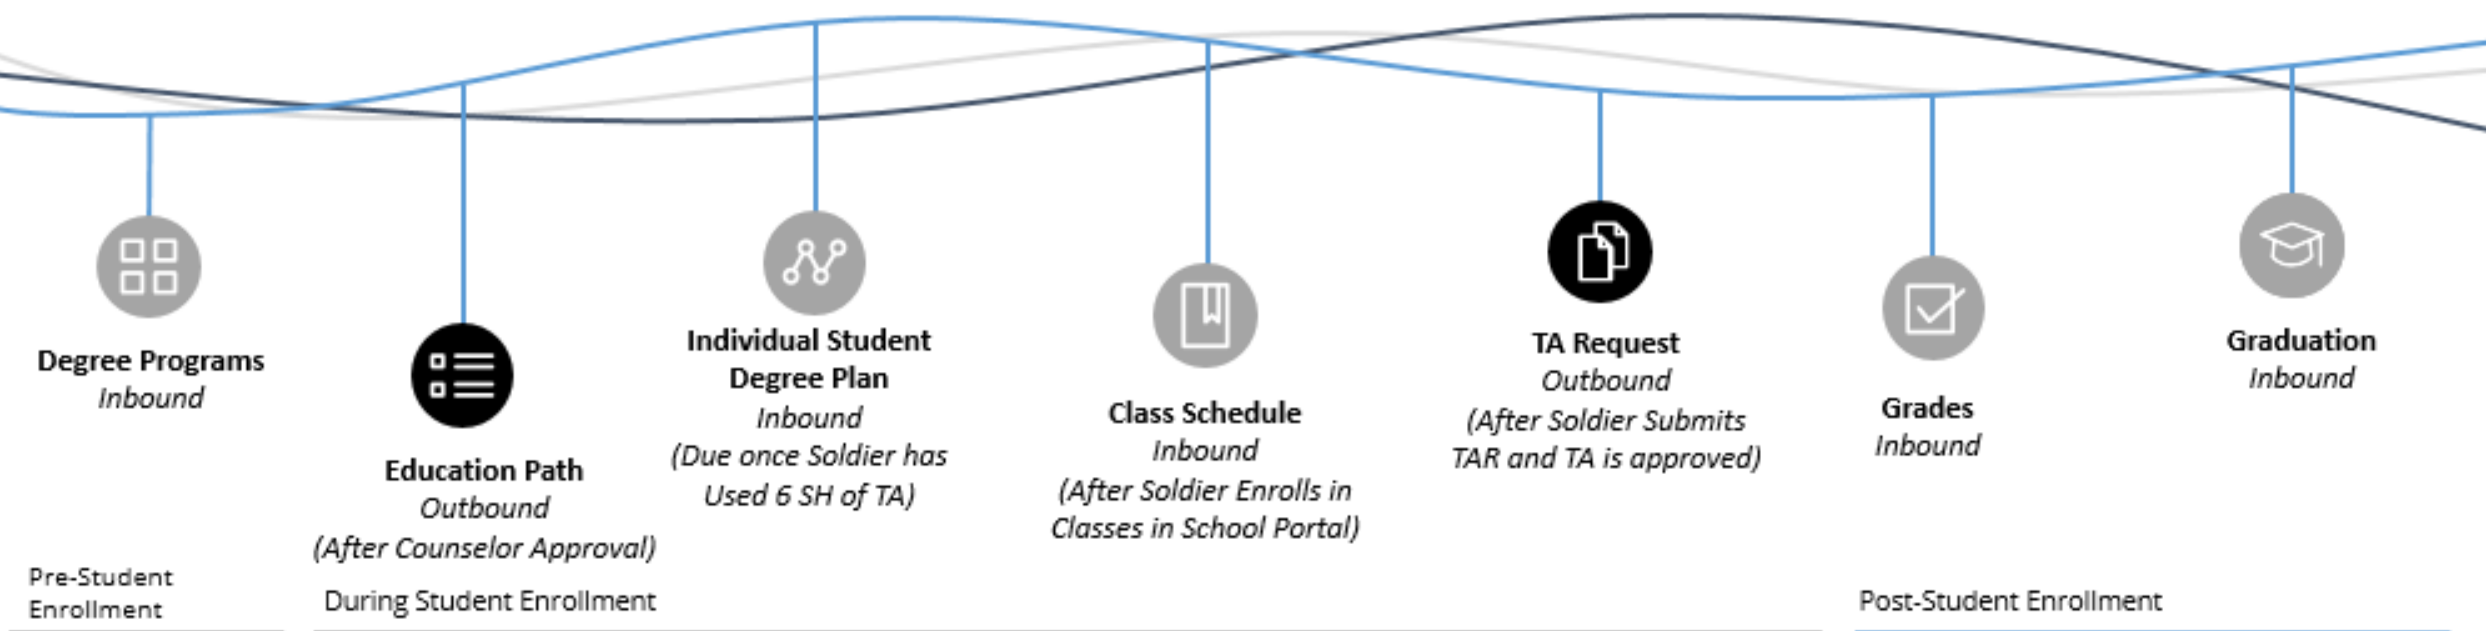 Degree Programs
Inbound
Education Path
Outbound
(After Counselor Approval)
Individual Student
Degree Plan
Inbound
(Due once Soldier has
Used 6 SH of TA)
Class Schedule
Inbound
(After Soldier Enrolls in
Classes in School Portal)
TA Request
Outbound
(After Soldier Submits
TAR and TA is approved)
Grades
Inbound
Graduation
Inbound
Pre-Student
Enrollment
During Student Enrollment
Post-Student Enrollment